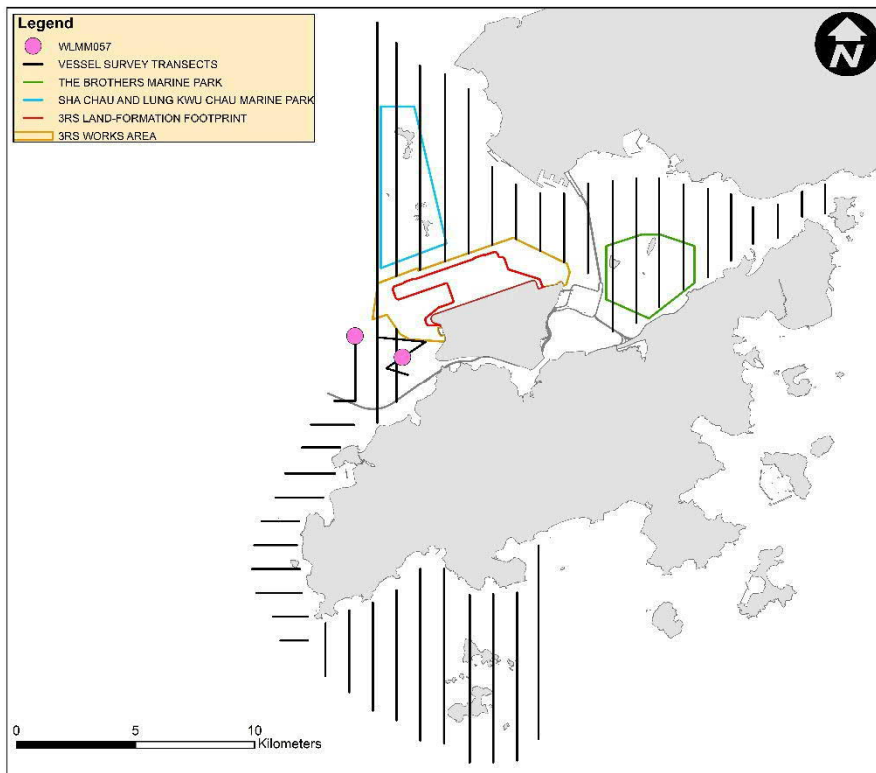 Legend
WLMM057
VESSEL SURVEY TRANSECTS
THE BROTHERS MARINE PARK
SHA CHAU AND LUNG KWU CHAU MARINE PARK
3RS LAND-FORMATION FOOTPRINT
3RS WORKS AREA
N
0 5 10
Kilometers